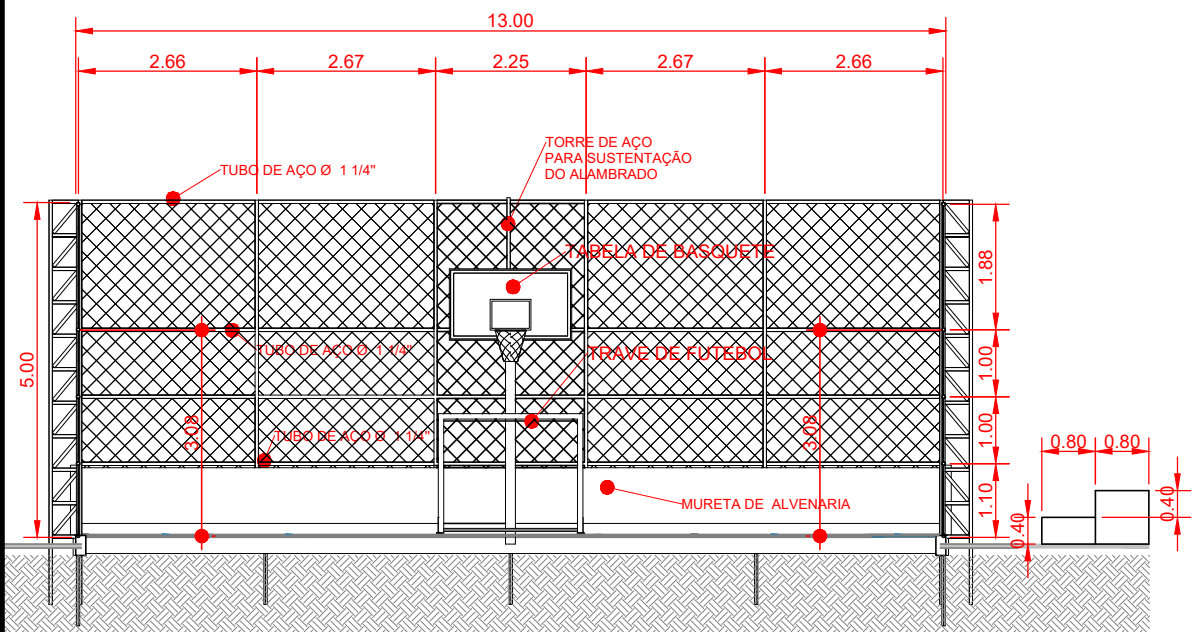 13.00
2.66
2.67
2.25
2.67
2.66
TORRE DE AÇO
PARA SUSTENTAÇÃO
DO ALAMBRADO
TUBO DE AÇO Ø 1 1/4"
TABELA DE BASQUETE
1.88
TUBO DE AÇO Ø 1 1/4"
TRAVE DE FUTEBOL
1.00
5.00
3.08
3.08
1.00
TUBO DE AÇO Ø 1 1/4"
0.80
0.80
MURETA DE ALVENARIA
1.10
0.40
0.40